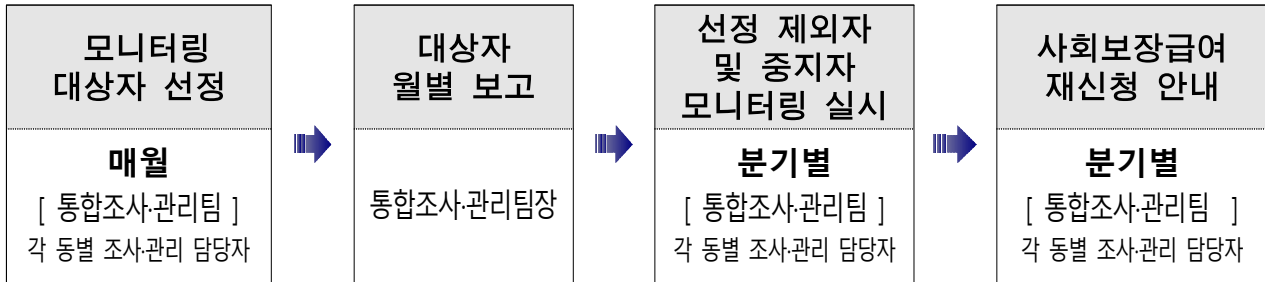 모니터링
대상자 선정
매월
[ 통합조사·관리팀 ]
각 동별 조사·관리 담당자
대상자
월별 보고
통합조사·관리팀장
선정 제외자
및 중지자
모니터링 실시
분기별
[ 통합조사·관리팀 ]
각 동별 조사·관리 담당자
사회보장급여
재신청 안내
분기별
[ 통합조사·관리팀 ]
각 동별 조사·관리 담당자